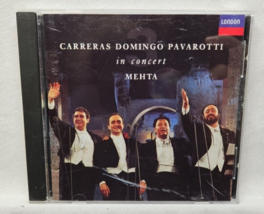 LONDON
CARRERAS DOMINGO PAVAROTTI
in concert
MEHTA